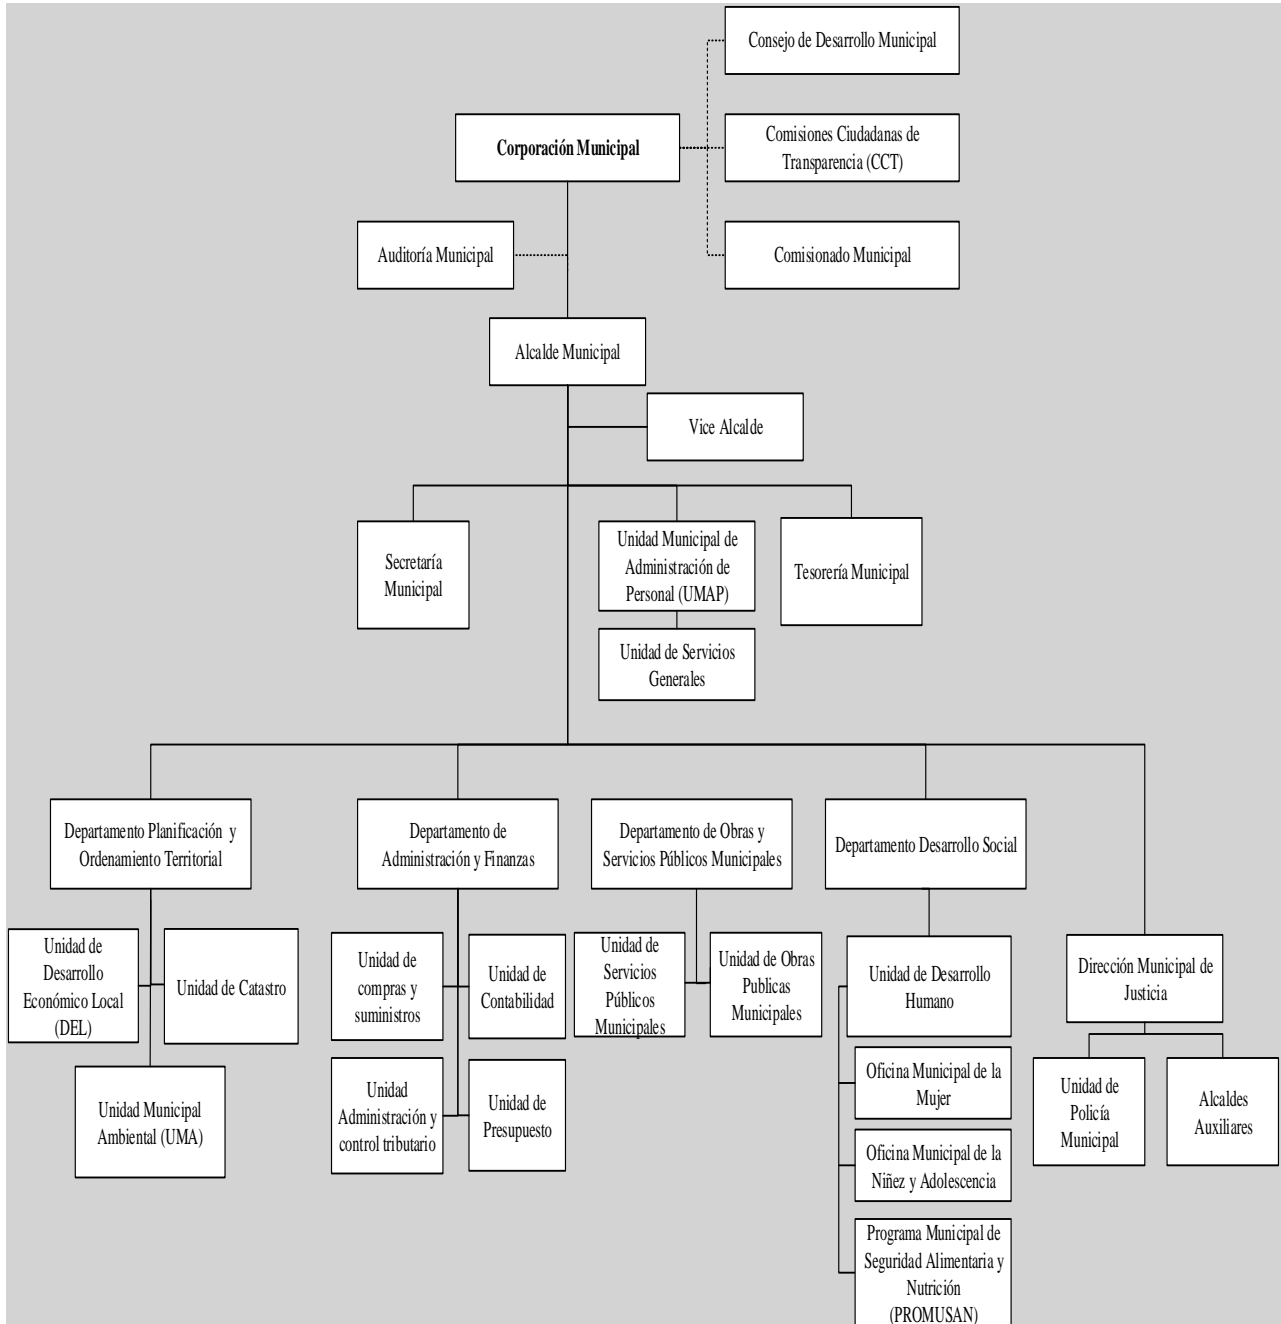 Consejo de Desarrollo Municipal
Corporación Municipal
Comisiones Ciudadanas de
Transparencia (CCT)
Auditoría Municipal
Comisionado Municipal
Alcalde Municipal
Vice Alcalde
Secretaría
Municipal
Unidad Municipal de
Administración de
Personal (UMAP)
Tesorería Municipal
Unidad de Servicios
Generales
Departamento Planificación y
Ordenamiento Territorial
Departamento de
Administración y Finanzas
Departamento de Obras y
Servicios Públicos Municipales
Departamento Desarrollo Social
Unidad de
Desarrollo
Económico Local
(DEL)
Unidad de Catastro
Unidad de
compras y
suministros
Unidad de
Contabilidad
Unidad de
Servicios
Públicos
Municipales
Unidad de Obras
Publicas
Municipales
Unidad de Desarrollo
Humano
Dirección Municipal de
Justicia
Unidad Municipal
Ambiental (UMA)
Unidad
Administración y
control tributario
Unidad de
Presupuesto
Oficina Municipal de la
Mujer
Unidad de
Policía
Municipal
Alcaldes
Auxiliares
Oficina Municipal de la
Niñez y Adolescencia
Programa Municipal de
Seguridad Alimentaria y
Nutrición
(PROMUSAN)